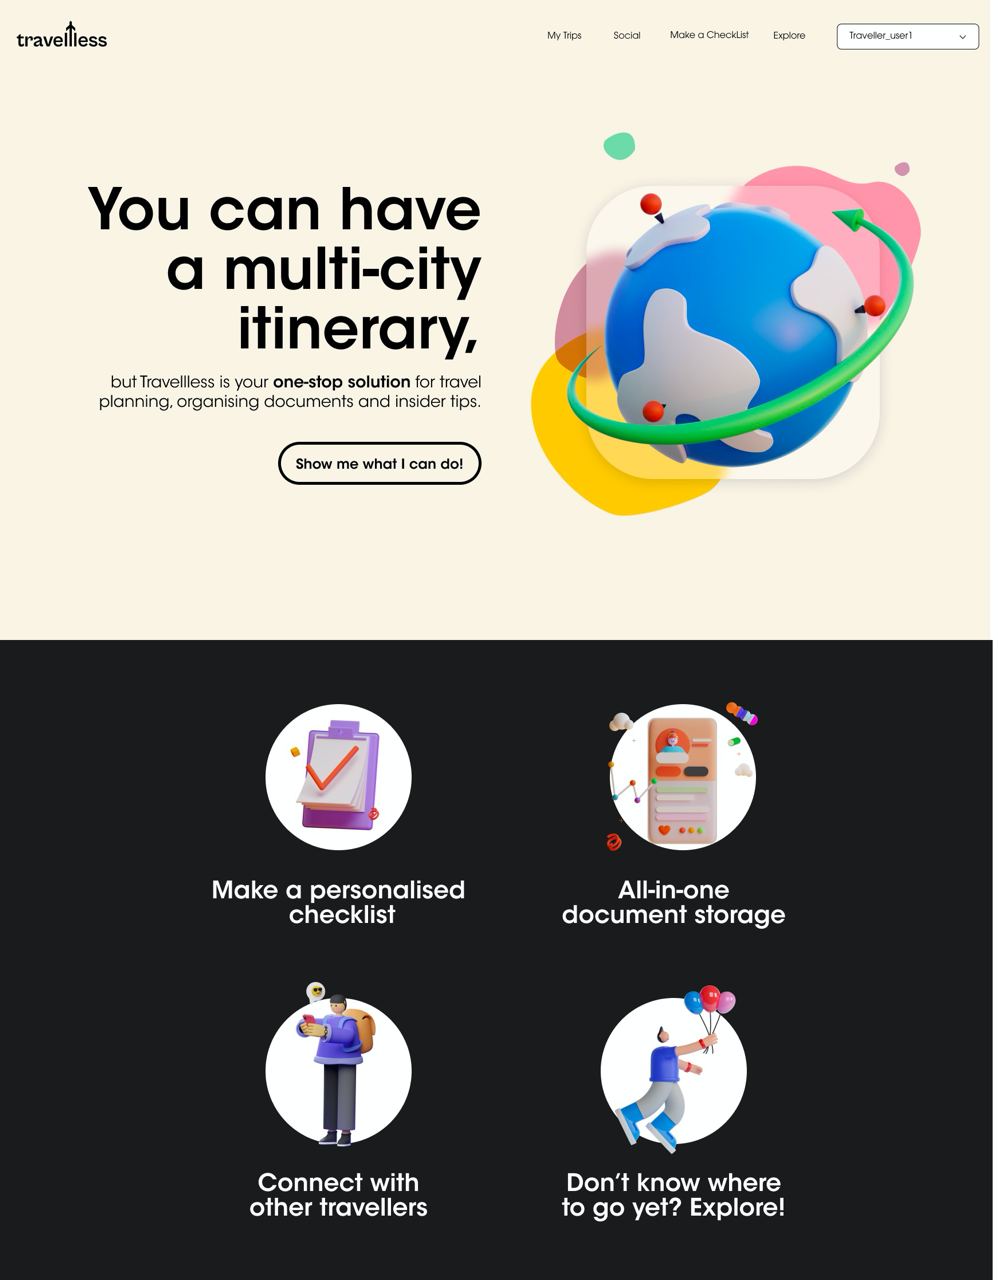 travellless
My Trips
Social
Make a CheckList
Explore
Traveller_user1
You can have
a multi-city
itinerary,
but Travellless is your one-stop solution for travel
planning, organising documents and insider tips.
Show me what I can do!
Make a personalised
checklist
All-in-one
document storage
Connect with
other travellers
Don't know where
to go yet? Explore!